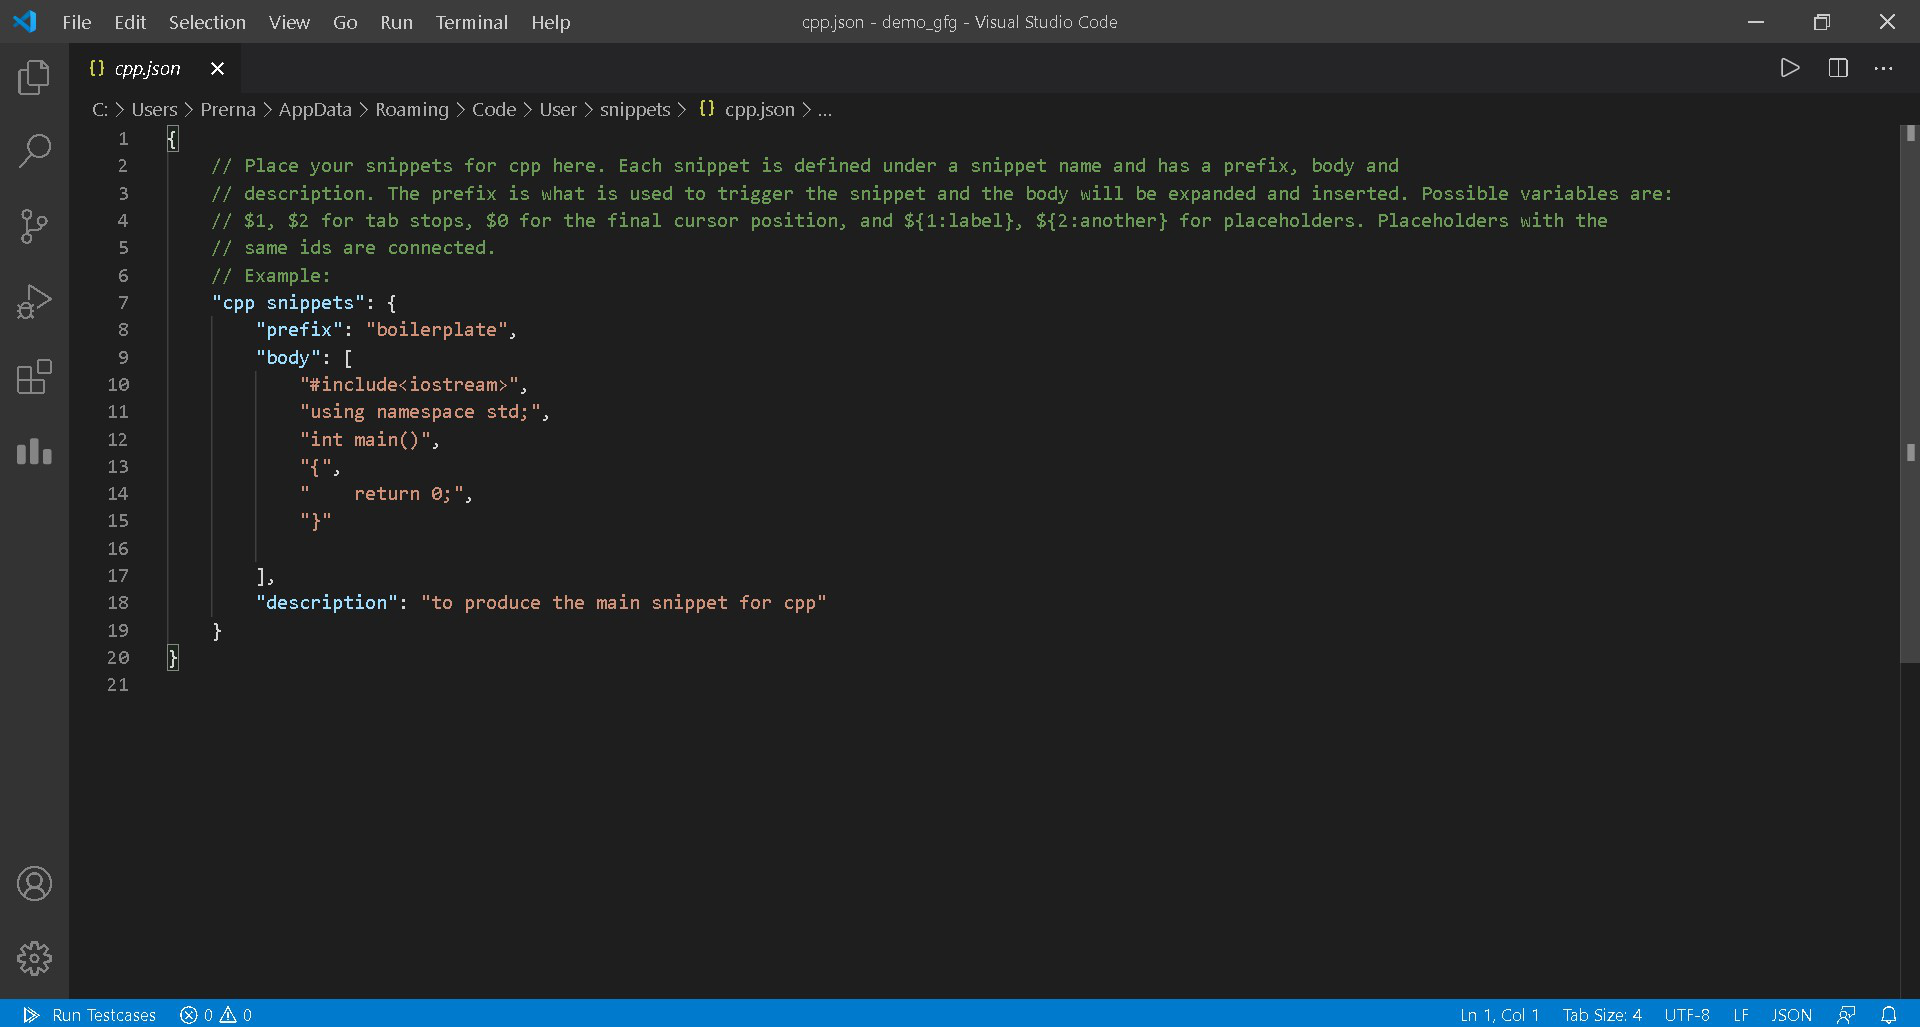 File Edit Selection View Go Run Terminal Help cpp.json - demo_gfg - Visual Studio Code
{} cpp.json
C: > Users > Prerna > AppData > Roaming > Code > User > snippets > {} cpp.json > ...
1 {
2 // Place your snippets for cpp here. Each snippet is defined under a snippet name and has a prefix, body and
3 // description. The prefix is what is used to trigger the snippet and the body will be expanded and inserted. Possible variables are:
4 // $1, $2 for tab stops, $0 for the final cursor position, and ${1:label}, ${2:another} for placeholders. Placeholders with the
5 // same ids are connected.
6 // Example:
7 "cpp snippets": {
8 "prefix": "boilerplate",
9 "body": [
10 "#include<iostream>",
11 "using namespace std;",
12 "int main()",
13 "{",
14 "    return 0;",
15 "}"
16
17 ],
18 "description": "to produce the main snippet for cpp"
19 }
20 }
21
Run Testcases 0 0 Ln 1, Col 1 Tab Size: 4 UTF-8 LF JSON